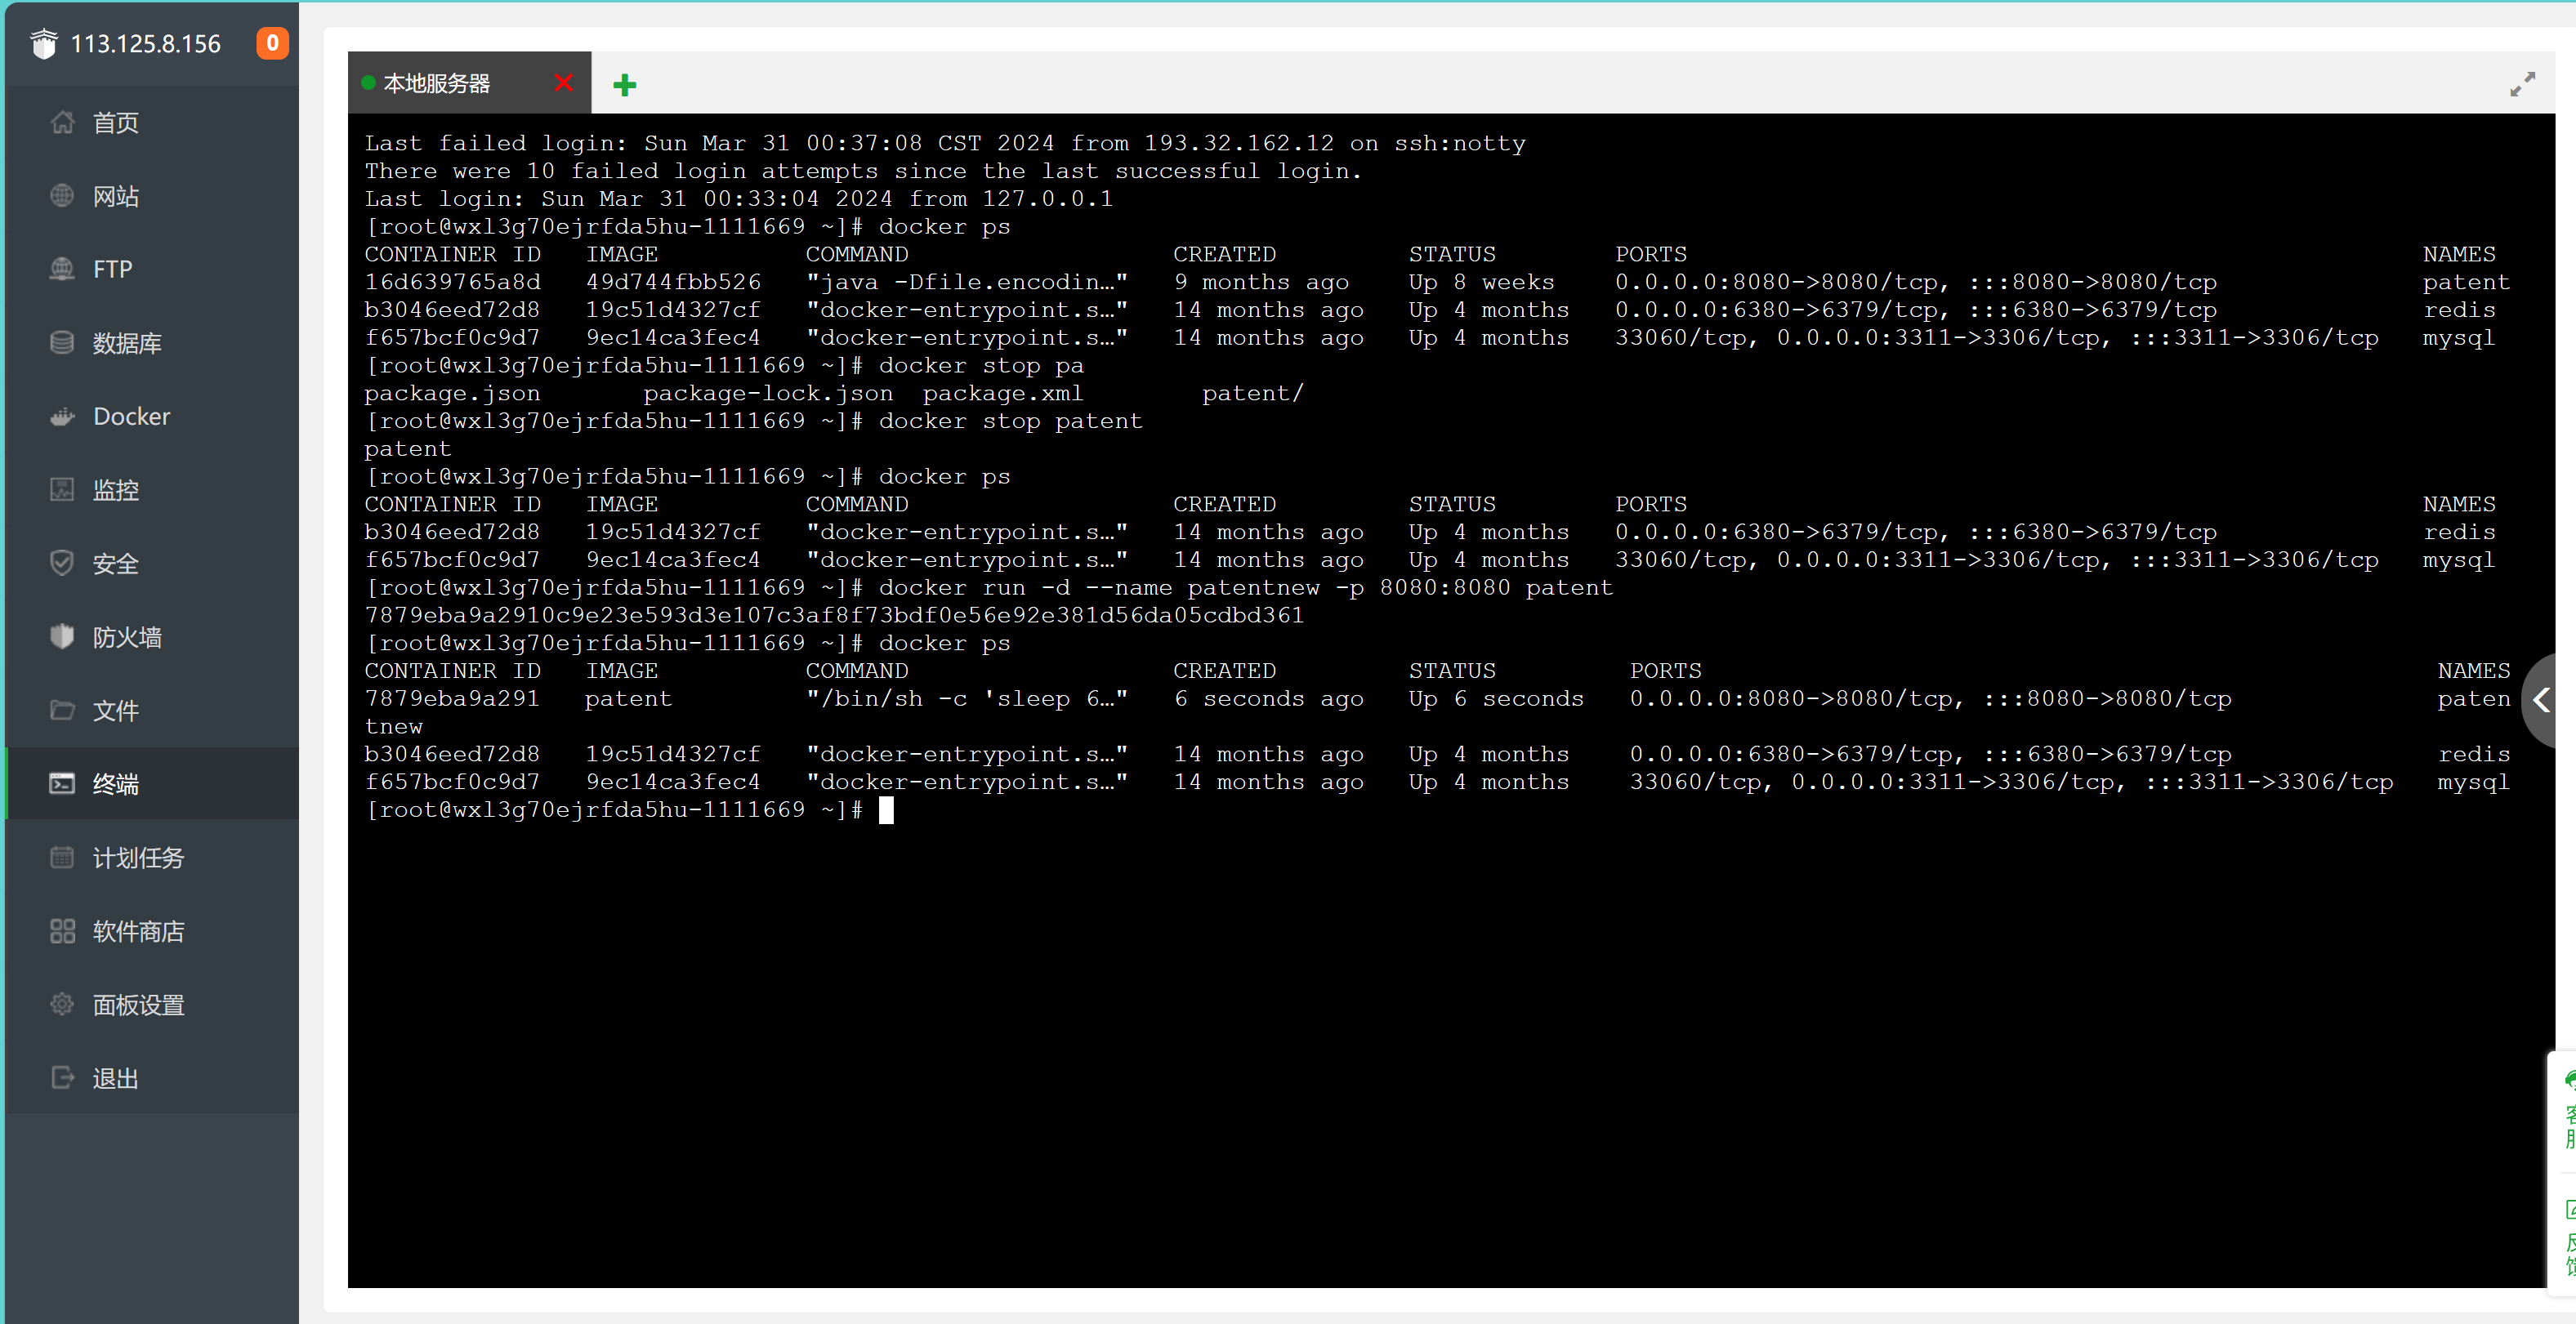 113.125.8.156 0
首页
网站
FTP
数据库
Docker
监控
安全
防火墙
文件
终端
计划任务
软件商店
面板设置
退出
本地服务器
Last failed login: Sun Mar 31 00:37:08 CST 2024 from 193.32.162.12 on ssh:notty
There were 10 failed login attempts since the last successful login.
Last login: Sun Mar 31 00:33:04 2024 from 127.0.0.1
[root@wxl3g70ejrfda5hu-1111669 ~]# docker ps
CONTAINER ID   IMAGE          COMMAND                  CREATED         STATUS        PORTS                                                  NAMES
16d639765a8d   49d744fbb526   "java -Dfile.encodin…"   9 months ago    Up 8 weeks    0.0.0.0:8080->8080/tcp, :::8080->8080/tcp              patent
b3046eed72d8   19c51d4327cf   "docker-entrypoint.s…"   14 months ago   Up 4 months   0.0.0.0:6380->6379/tcp, :::6380->6379/tcp              redis
f657bcf0c9d7   9ec14ca3fec4   "docker-entrypoint.s…"   14 months ago   Up 4 months   33060/tcp, 0.0.0.0:3311->3306/tcp, :::3311->3306/tcp   mysql
[root@wxl3g70ejrfda5hu-1111669 ~]# docker stop pa
package.json       package-lock.json  package.xml        patent/
[root@wxl3g70ejrfda5hu-1111669 ~]# docker stop patent
patent
[root@wxl3g70ejrfda5hu-1111669 ~]# docker ps
CONTAINER ID   IMAGE          COMMAND                  CREATED         STATUS        PORTS                                                  NAMES
b3046eed72d8   19c51d4327cf   "docker-entrypoint.s…"   14 months ago   Up 4 months   0.0.0.0:6380->6379/tcp, :::6380->6379/tcp              redis
f657bcf0c9d7   9ec14ca3fec4   "docker-entrypoint.s…"   14 months ago   Up 4 months   33060/tcp, 0.0.0.0:3311->3306/tcp, :::3311->3306/tcp   mysql
[root@wxl3g70ejrfda5hu-1111669 ~]# docker run -d --name patentnew -p 8080:8080 patent
7879eba9a2910c9e23e593d3e107c3af8f73bdf0e56e92e381d56da05cdbd361
[root@wxl3g70ejrfda5hu-1111669 ~]# docker ps
CONTAINER ID   IMAGE          COMMAND                  CREATED         STATUS         PORTS                                                  NAMES
7879eba9a291   patent         "/bin/sh -c 'sleep 6…"   6 seconds ago   Up 6 seconds   0.0.0.0:8080->8080/tcp, :::8080->8080/tcp              paten
tnew
b3046eed72d8   19c51d4327cf   "docker-entrypoint.s…"   14 months ago   Up 4 months    0.0.0.0:6380->6379/tcp, :::6380->6379/tcp              redis
f657bcf0c9d7   9ec14ca3fec4   "docker-entrypoint.s…"   14 months ago   Up 4 months    33060/tcp, 0.0.0.0:3311->3306/tcp, :::3311->3306/tcp   mysql
[root@wxl3g70ejrfda5hu-1111669 ~]#